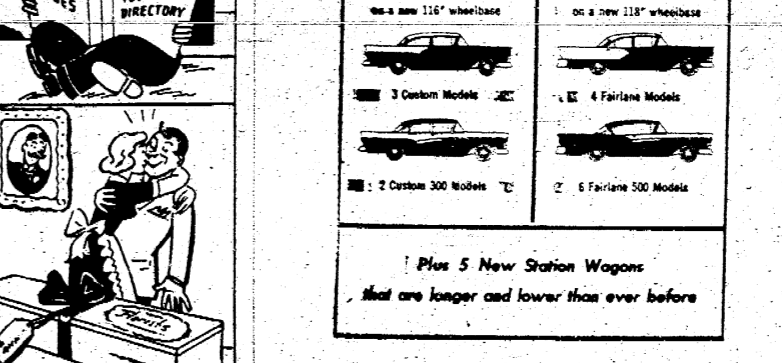 DIRECTORY
Florists
on a new 116" wheelbase
3 Custom Models
2 Custom 300 Models
on a new 118" wheelbase
4 Fairlane Models
6 Fairlane 500 Models
Plus 5 New Station Wagons
that are longer and lower than ever before